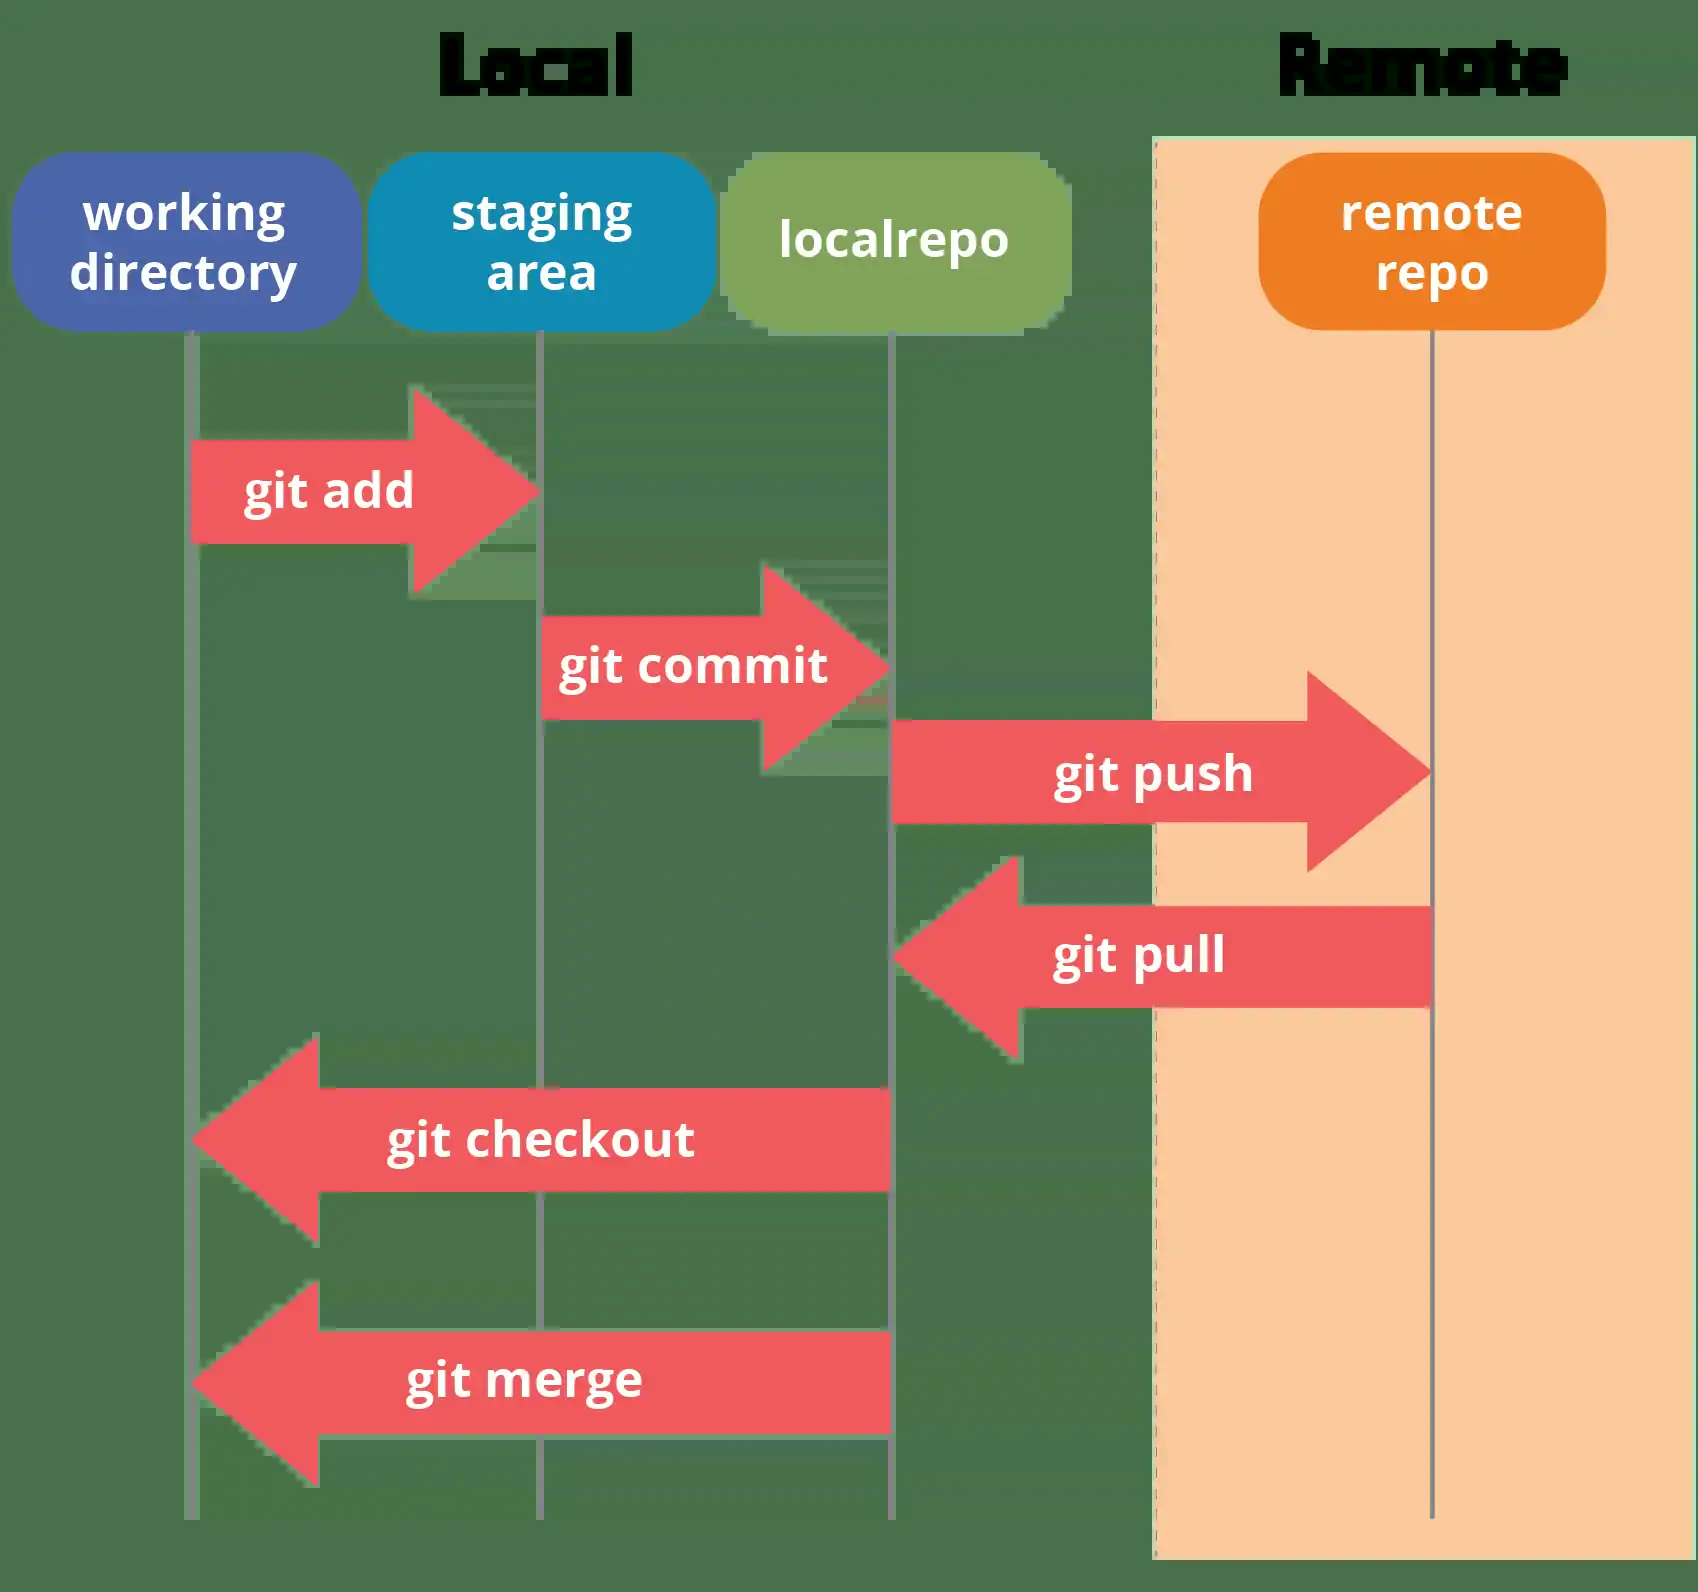 Local
Remote
working
directory
staging
area
localrepo
remote
repo
git add
git commit
git push
git pull
git checkout
git merge